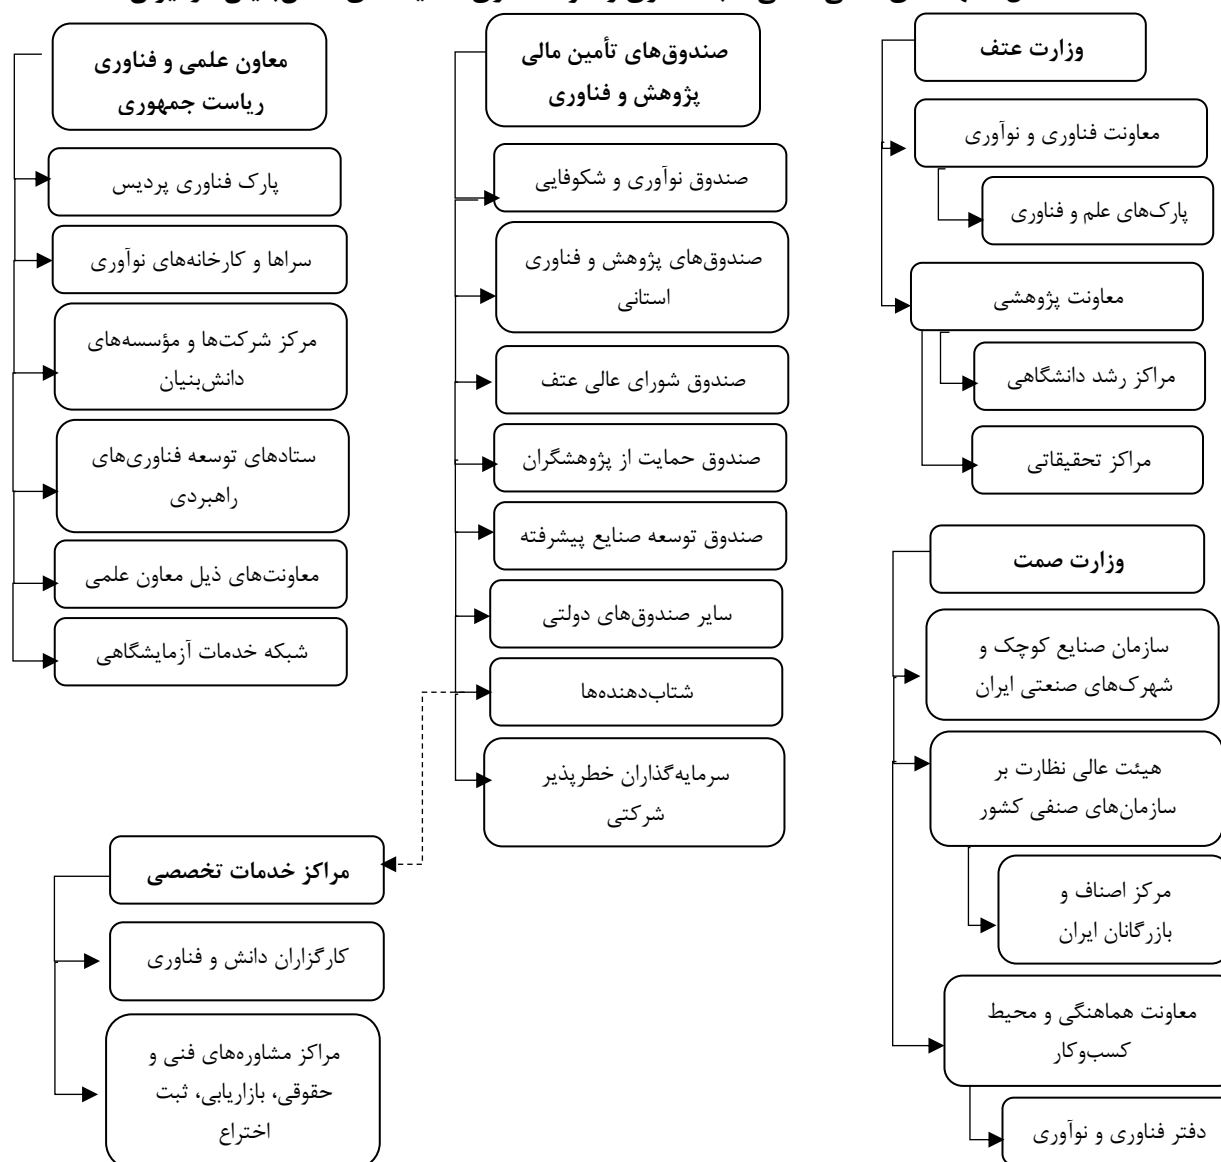 معاون علمی و فناوری
ریاست جمهوری
پارک فناوری پردیس
سراها و کارخانه‌های نوآوری
مرکز شرکت‌ها و مؤسسه‌های
دانش‌بنیان
ستادهای توسعه فناوری‌های
راهبردی
معاونت‌های ذیل معاون علمی
شبکه خدمات آزمایشگاهی
صندوق‌های تأمین مالی
پژوهش و فناوری
صندوق نوآوری و شکوفایی
صندوق‌های پژوهش و فناوری
استانی
صندوق شورای عالی عتف
صندوق حمایت از پژوهشگران
صندوق توسعه صنایع پیشرفته
سایر صندوق‌های دولتی
شتاب‌دهنده‌ها
سرمایه‌گذاران خطرپذیر
شرکتی
وزارت عتف
معاونت فناوری و نوآوری
پارک‌های علم و فناوری
معاونت پژوهشی
مراکز رشد دانشگاهی
مراکز تحقیقاتی
وزارت صمت
سازمان صنایع کوچک و
شهرک‌های صنعتی ایران
هیئت عالی نظارت بر
سازمان‌های صنفی کشور
مرکز اصناف و
بازرگانان ایران
معاونت هماهنگی و محیط
کسب‌وکار
دفتر فناوری و نوآوری
مراکز خدمات تخصصی
کارگزاران دانش و فناوری
مراکز مشاوره‌های فنی و
حقوقی، بازاریابی، ثبت
اختراع